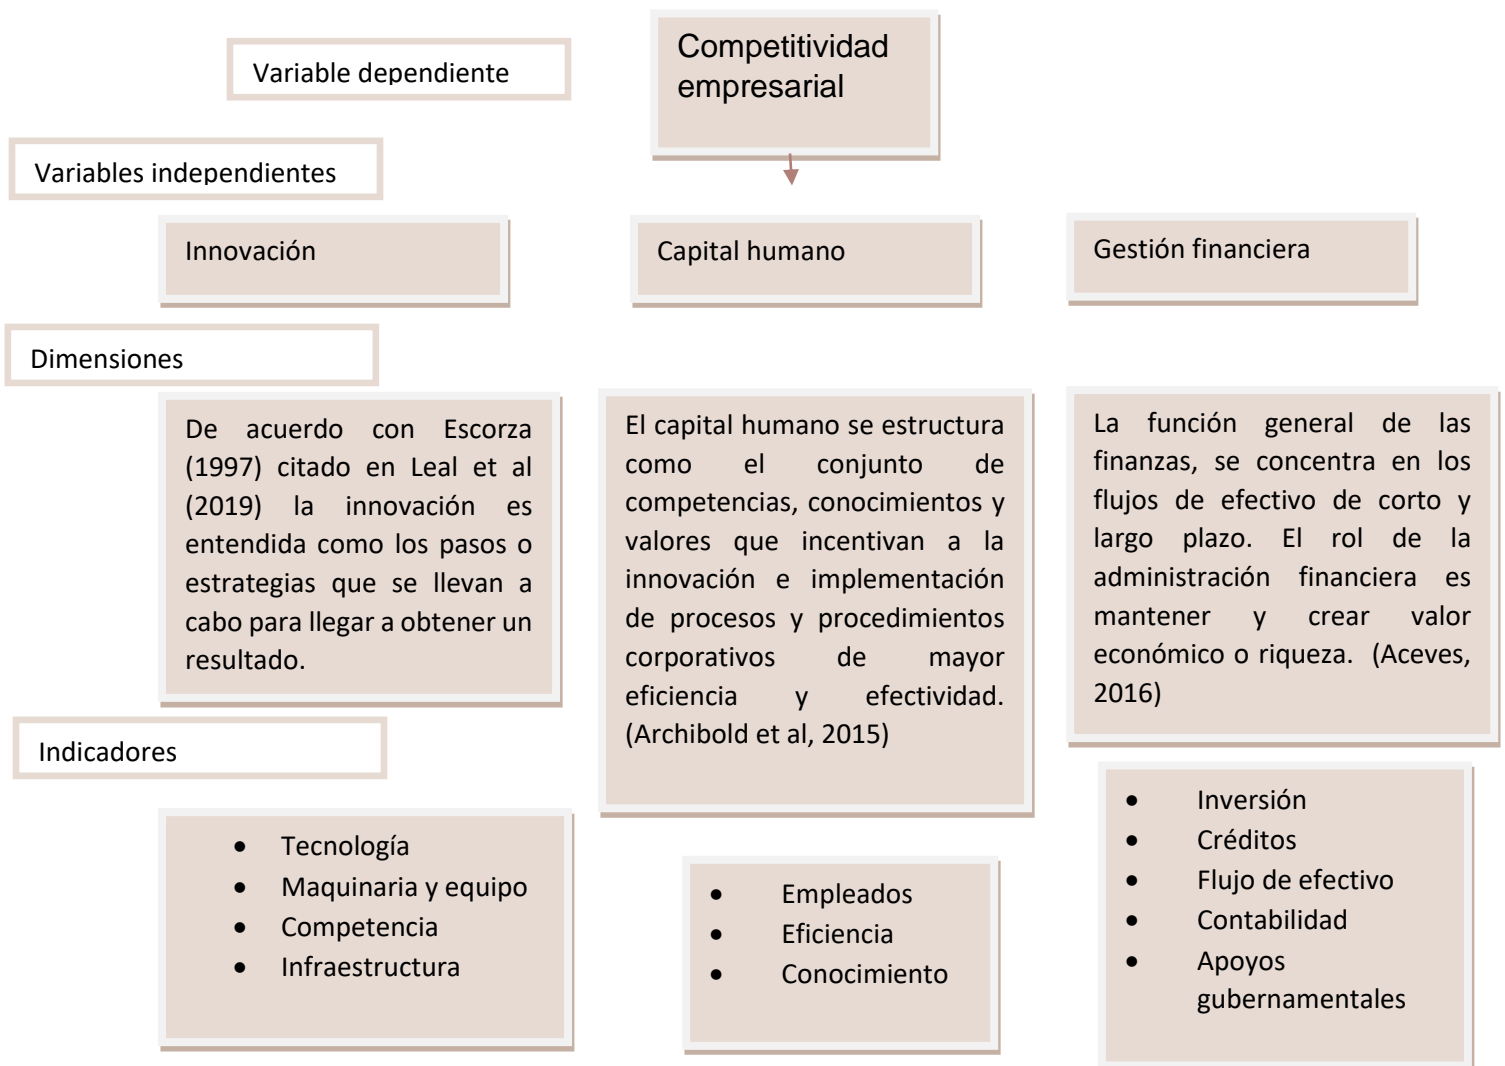 Variable dependiente
Competitividad
empresarial
Variables independientes
Innovación
Capital humano
Gestión financiera
Dimensiones
De acuerdo con Escorza
(1997) citado en Leal et al
(2019) la innovación es
entendida como los pasos o
estrategias que se llevan a
cabo para llegar a obtener un
resultado.
El capital humano se estructura
como el conjunto de
competencias, conocimientos y
valores que incentivan a la
innovación e implementación
de procesos y procedimientos
corporativos de mayor
eficiencia y efectividad.
(Archibold et al, 2015)
La función general de las
finanzas, se concentra en los
flujos de efectivo de corto y
largo plazo. El rol de la
administración financiera es
mantener y crear valor
económico o riqueza. (Aceves,
2016)
Indicadores
• Tecnología
• Maquinaria y equipo
• Competencia
• Infraestructura
• Empleados
• Eficiencia
• Conocimiento
• Inversión
• Créditos
• Flujo de efectivo
• Contabilidad
• Apoyos
gubernamentales